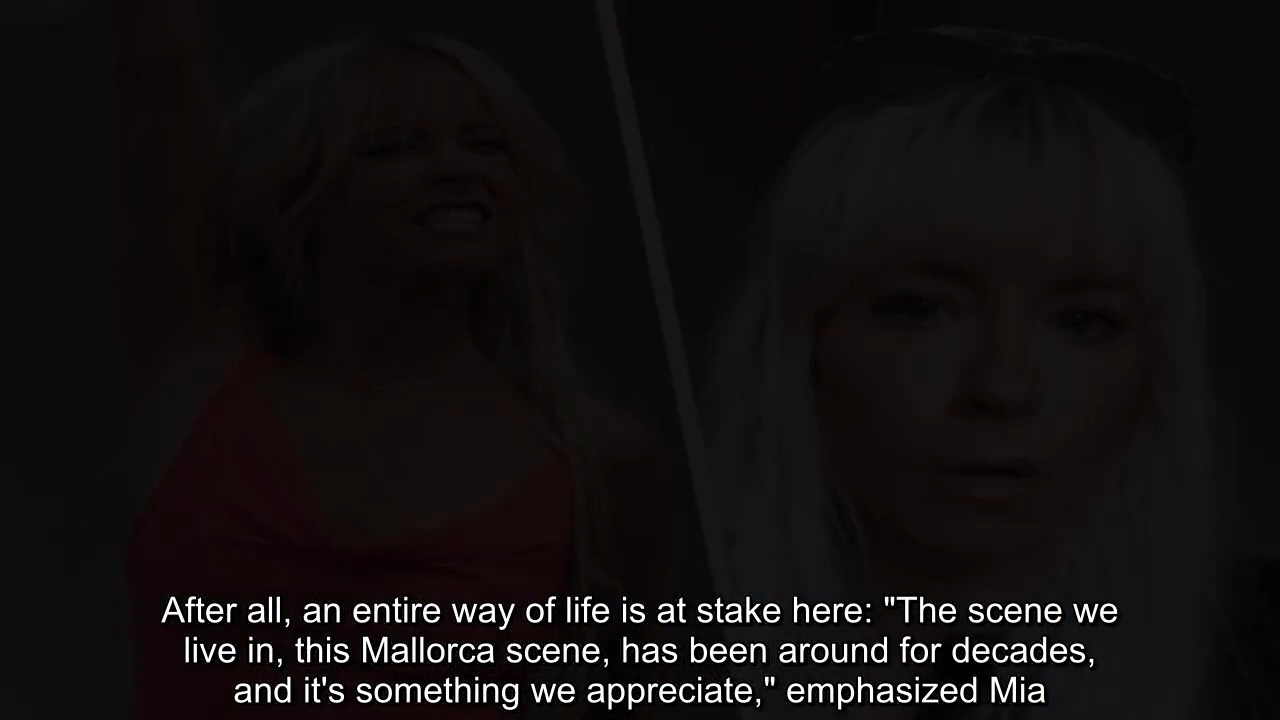 After all, an entire way of life is at stake here: "The scene we
live in, this Mallorca scene, has been around for decades,
and it's something we appreciate," emphasized Mia